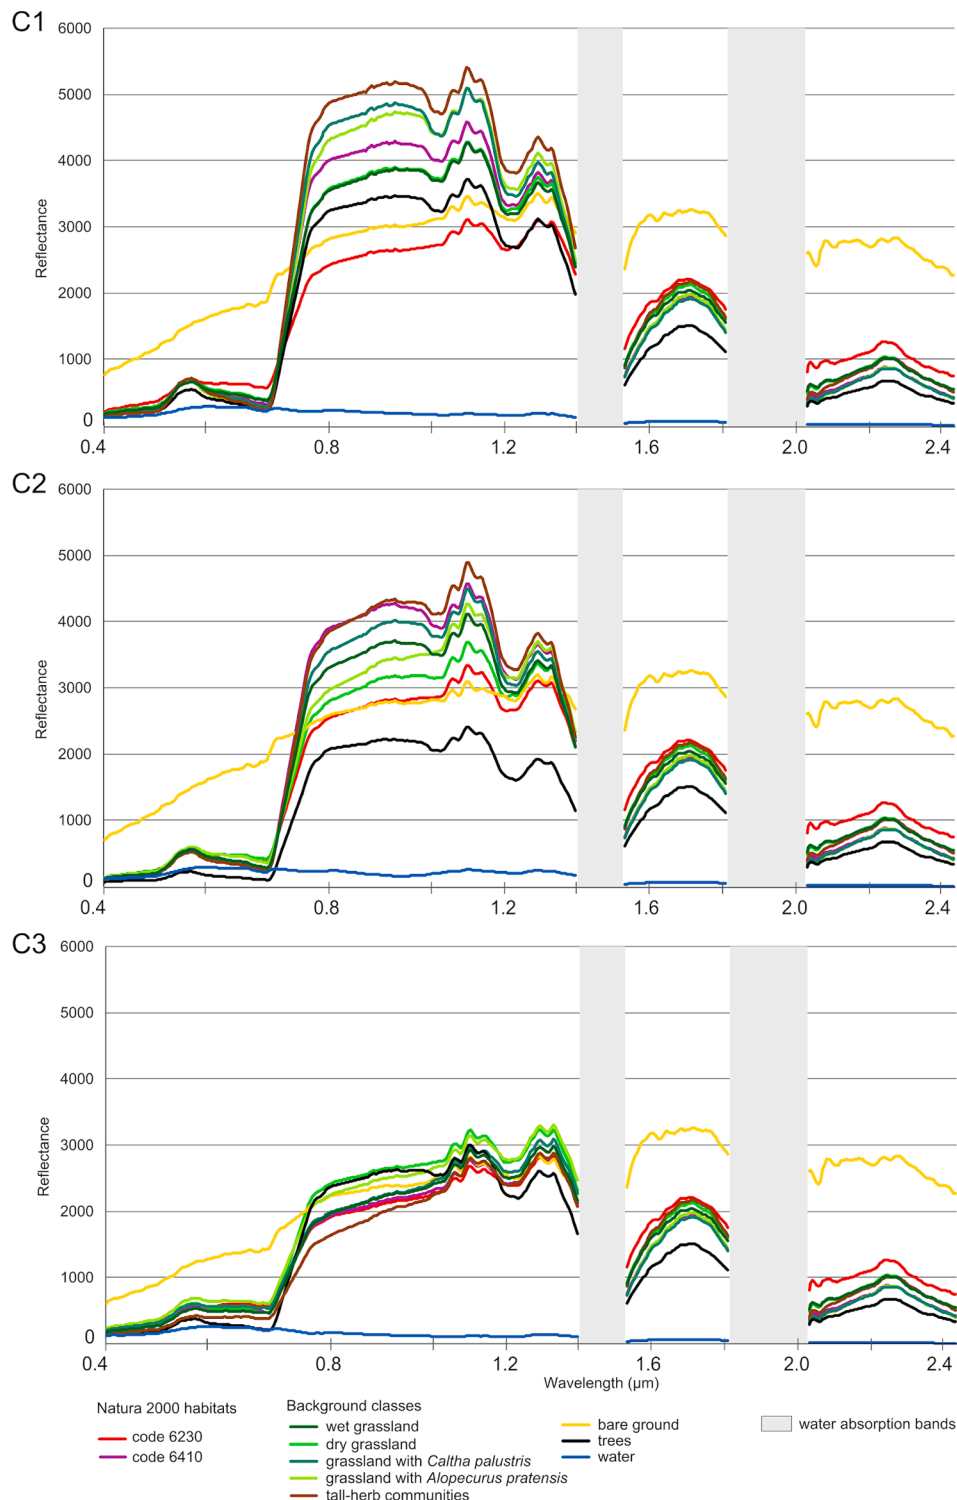 C1
6000
5000
4000
3000
2000
1000
0
Reflectance
0.4
0.8
1.2
1.6
2.0
2.4
C2
6000
5000
4000
3000
2000
1000
0
Reflectance
0.4
0.8
1.2
1.6
2.0
2.4
C3
6000
5000
4000
3000
2000
1000
0
Reflectance
0.4
0.8
1.2
1.6
2.0
2.4
Wavelength (µm)
Natura 2000 habitats
code 6230
code 6410
Background classes
wet grassland
dry grassland
grassland with Caltha palustris
grassland with Alopecurus pratensis
tall-herb communities
bare ground
trees
water
water absorption bands